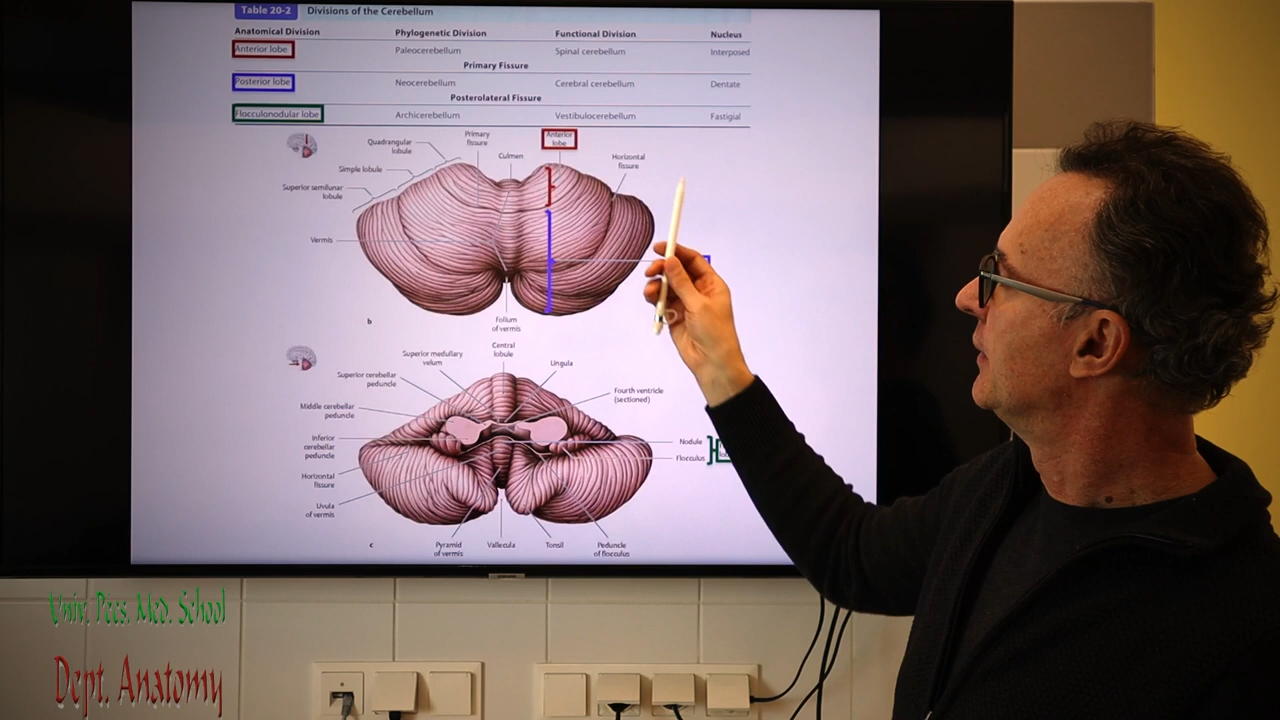 Table 20-2 Divisions of the Cerebellum
Anatomical Division Phylogenetic Division Functional Division Nucleus
Anterior lobe Paleocerebellum Spinal cerebellum Interposed
Primary Fissure
Posterior lobe Neocerebellum Cerebral cerebellum Dentate
Posterolateral Fissure
Flocculonodular lobe Archicerebellum Vestibulocerebellum Fastigial
Quadrangular
lobule
Primary
fissure
Culmen
Anterior
lobe
Horizontal
fissure
Simple lobule
Superior semilunar
lobule
Vermis
b
Folium
of vermis
Central
lobule
Superior medullary
velum
Lingula
Superior cerebellar
peduncle
Fourth ventricle
(sectioned)
Middle cerebellar
peduncle
Inferior
cerebellar
peduncle
Nodule
Flocculus
Horizontal
fissure
Uvula
of vermis
c
Pyramid
of vermis
Vallecula
Tonsil
Peduncle
of flocculus
Univ. Pecs. Med. School
Dept. Anatomy